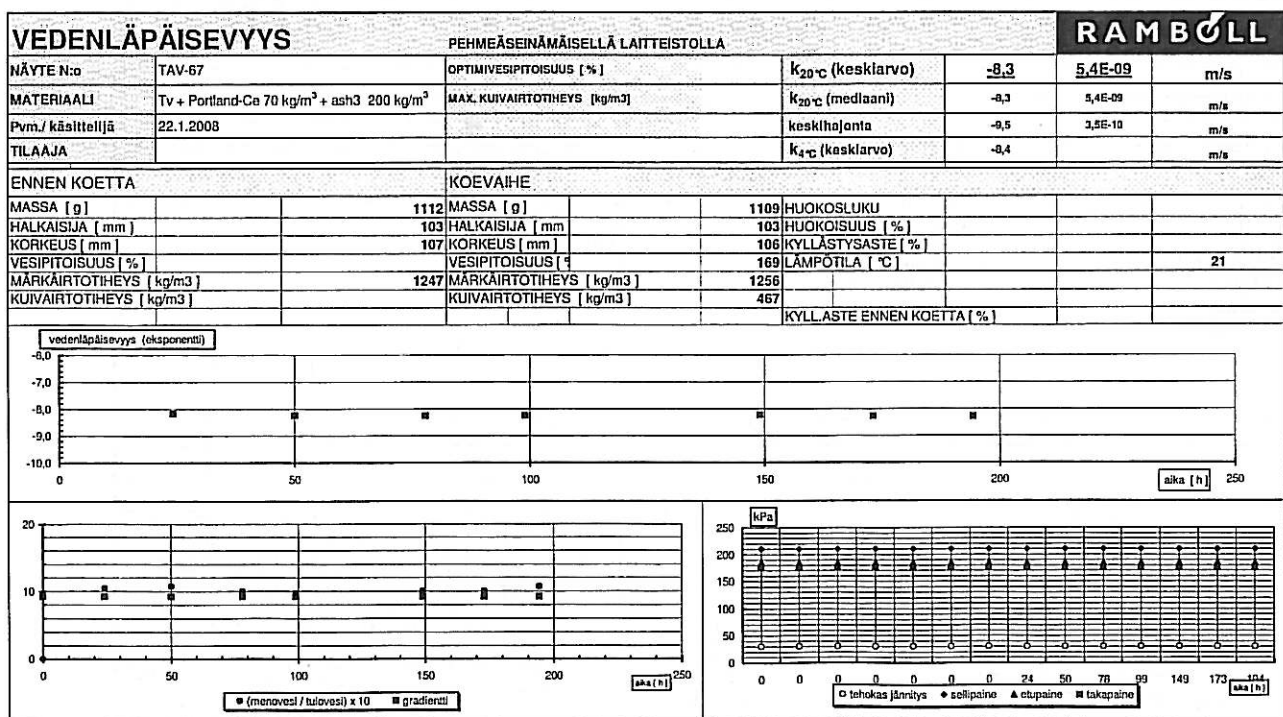 VEDENLÄPÄISEVYYS PEHMEÄSEINÄMÄISELLÄ LAITTEISTOLLA RAMBOLL
NÄYTE N:o TAV-67 OPTIMIVESIPITOISUUS [ % ] k20°C (keskiarvo) -8,3 5,4E-09 m/s
MATERIAALI Tv + Portland-Ce 70 kg/m³ + ash3 200 kg/m³ MAX. KUIVAIRTOTIHEYS [kg/m3] k20°C (mediaani) -8,3 5,4E-09 m/s
Pvm./ käsittelijä 22.1.2008 keskihajonta -9,5 3,5E-10 m/s
TILAAJA k4°C (keskiarvo) -8,4 m/s
ENNEN KOETTA KOEVAIHE
MASSA [ g ] 1112 MASSA [ g ] 1109 HUOKOSLUKU
HALKAISIJA [ mm ] 103 HALKAISIJA [ mm 103 HUOKOISUUS [ % ]
KORKEUS [ mm ] 107 KORKEUS [ mm ] 106 KYLLÄSTYSASTE [ % ]
VESIPITOISUUS [ % ] VESIPITOISUUS [ 169 LÄMPÖTILA [ °C ] 21
MÄRKÄIRTOTIHEYS [ kg/m3 ] 1247 MÄRKÄIRTOTIHEYS [ kg/m3 ] 1256
KUIVAIRTOTIHEYS [ kg/m3 ] KUIVAIRTOTIHEYS [ kg/m3 ] 467
KYLL.ASTE ENNEN KOETTA [ % ]
vedenläpäisevyys (eksponentti)
-6,0
-7,0
-8,0
-9,0
-10,0
0 50 100 150 200 250
aika [ h ]
20
10
0
0 50 100 150 200 250
aika [ h ]
(menovesi / tulovesi) x 10 gradientti
kPa
250
200
150
100
50
0
0 0 0 0 0 0 0 24 50 78 99 149 173 194
aika [ h ]
tehokas jännitys sellipaine etupaine takapaine